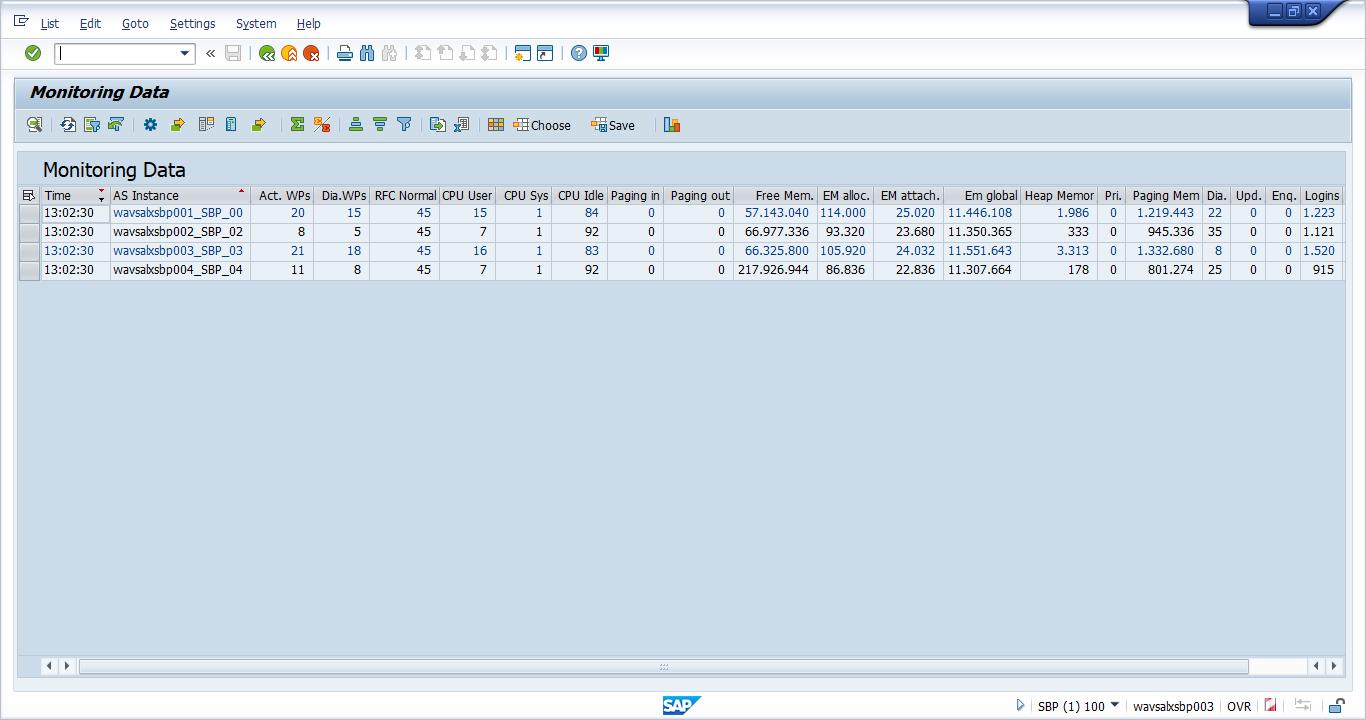 List Edit Goto Settings System Help
Monitoring Data
Choose Save
Monitoring Data
Time AS Instance Act. WPs Dia.WPs RFC Normal CPU User CPU Sys CPU Idle Paging in Paging out Free Mem. EM alloc. EM attach. Em global Heap Memor Pri. Paging Mem Dia. Upd. Enq. Logins
13:02:30 wavsalxsbp001_SBP_00 20 15 45 15 1 84 0 0 57.143.040 114.000 25.020 11.446.108 1.986 0 1.219.443 22 0 0 1.223
13:02:30 wavsalxsbp002_SBP_02 8 5 45 7 1 92 0 0 66.977.336 93.320 23.680 11.350.365 333 0 945.336 35 0 0 1.121
13:02:30 wavsalxsbp003_SBP_03 21 18 45 16 1 83 0 0 66.325.800 105.920 24.032 11.551.643 3.313 0 1.332.680 8 0 0 1.520
13:02:30 wavsalxsbp004_SBP_04 11 8 45 7 1 92 0 0 217.926.944 86.836 22.836 11.307.664 178 0 801.274 25 0 0 915
SAP SBP (1) 100 wavsalxsbp003 OVR